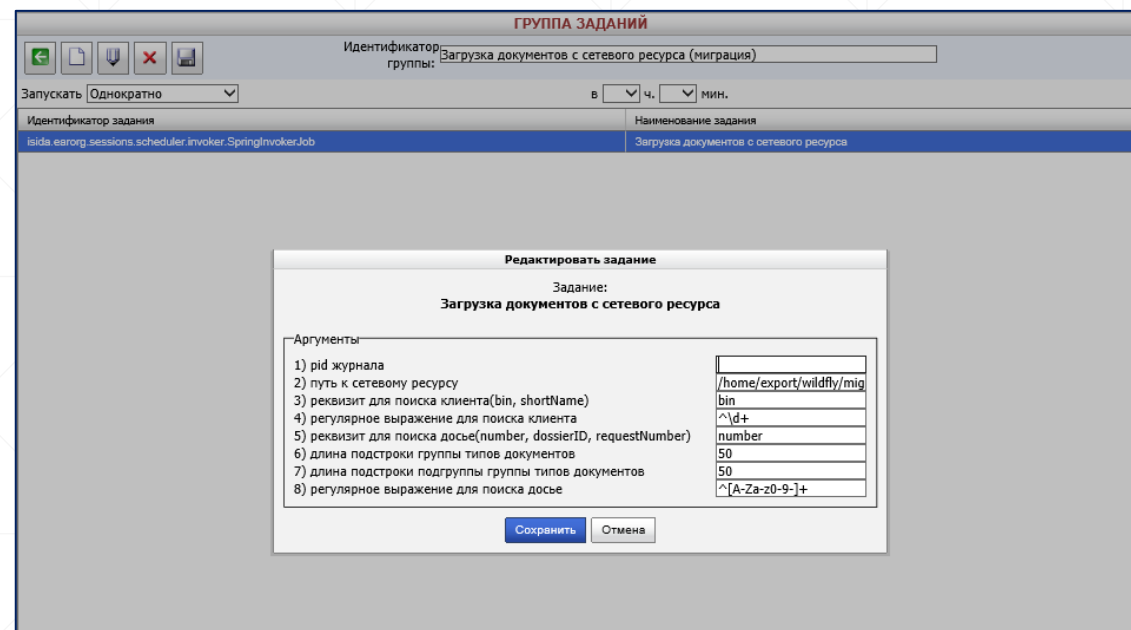 ГРУППА ЗАДАНИЙ
Идентификатор группы: Загрузка документов с сетевого ресурса (миграция)
Запускать Однократно в ч. мин.
Идентификатор задания Наименование задания
isida.earorg.sessions.scheduler.invoker.SpringInvokerJob Загрузка документов с сетевого ресурса
Редактировать задание
Задание:
Загрузка документов с сетевого ресурса
Аргументы
1) pid журнала
2) путь к сетевому ресурсу /home/export/wildfly/mig
3) реквизит для поиска клиента(bin, shortName) bin
4) регулярное выражение для поиска клиента ^\d+
5) реквизит для поиска досье(number, dossierID, requestNumber) number
6) длина подстроки группы типов документов 50
7) длина подстроки подгруппы группы типов документов 50
8) регулярное выражение для поиска досье ^[A-Za-z0-9-]+
Сохранить Отмена